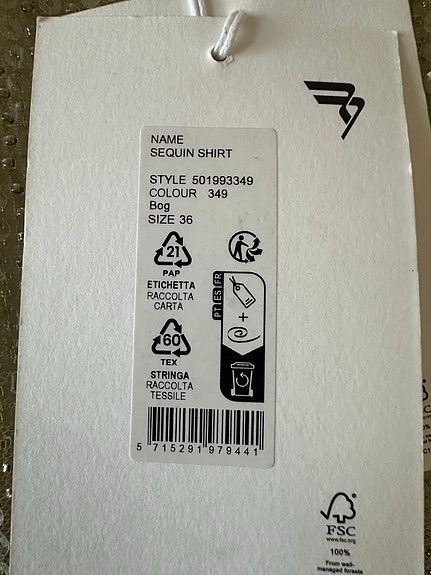 NAME
SEQUIN SHIRT
STYLE 501993349
COLOUR 349
Bog
SIZE 36
21
PAP
ETICHETTA
RACCOLTA
CARTA
60
TEX
STRINGA
RACCOLTA
TESSILE
PT ES FR
+
5 715291 979441
FSC
www.fsc.org
100%
From well-
managed forests